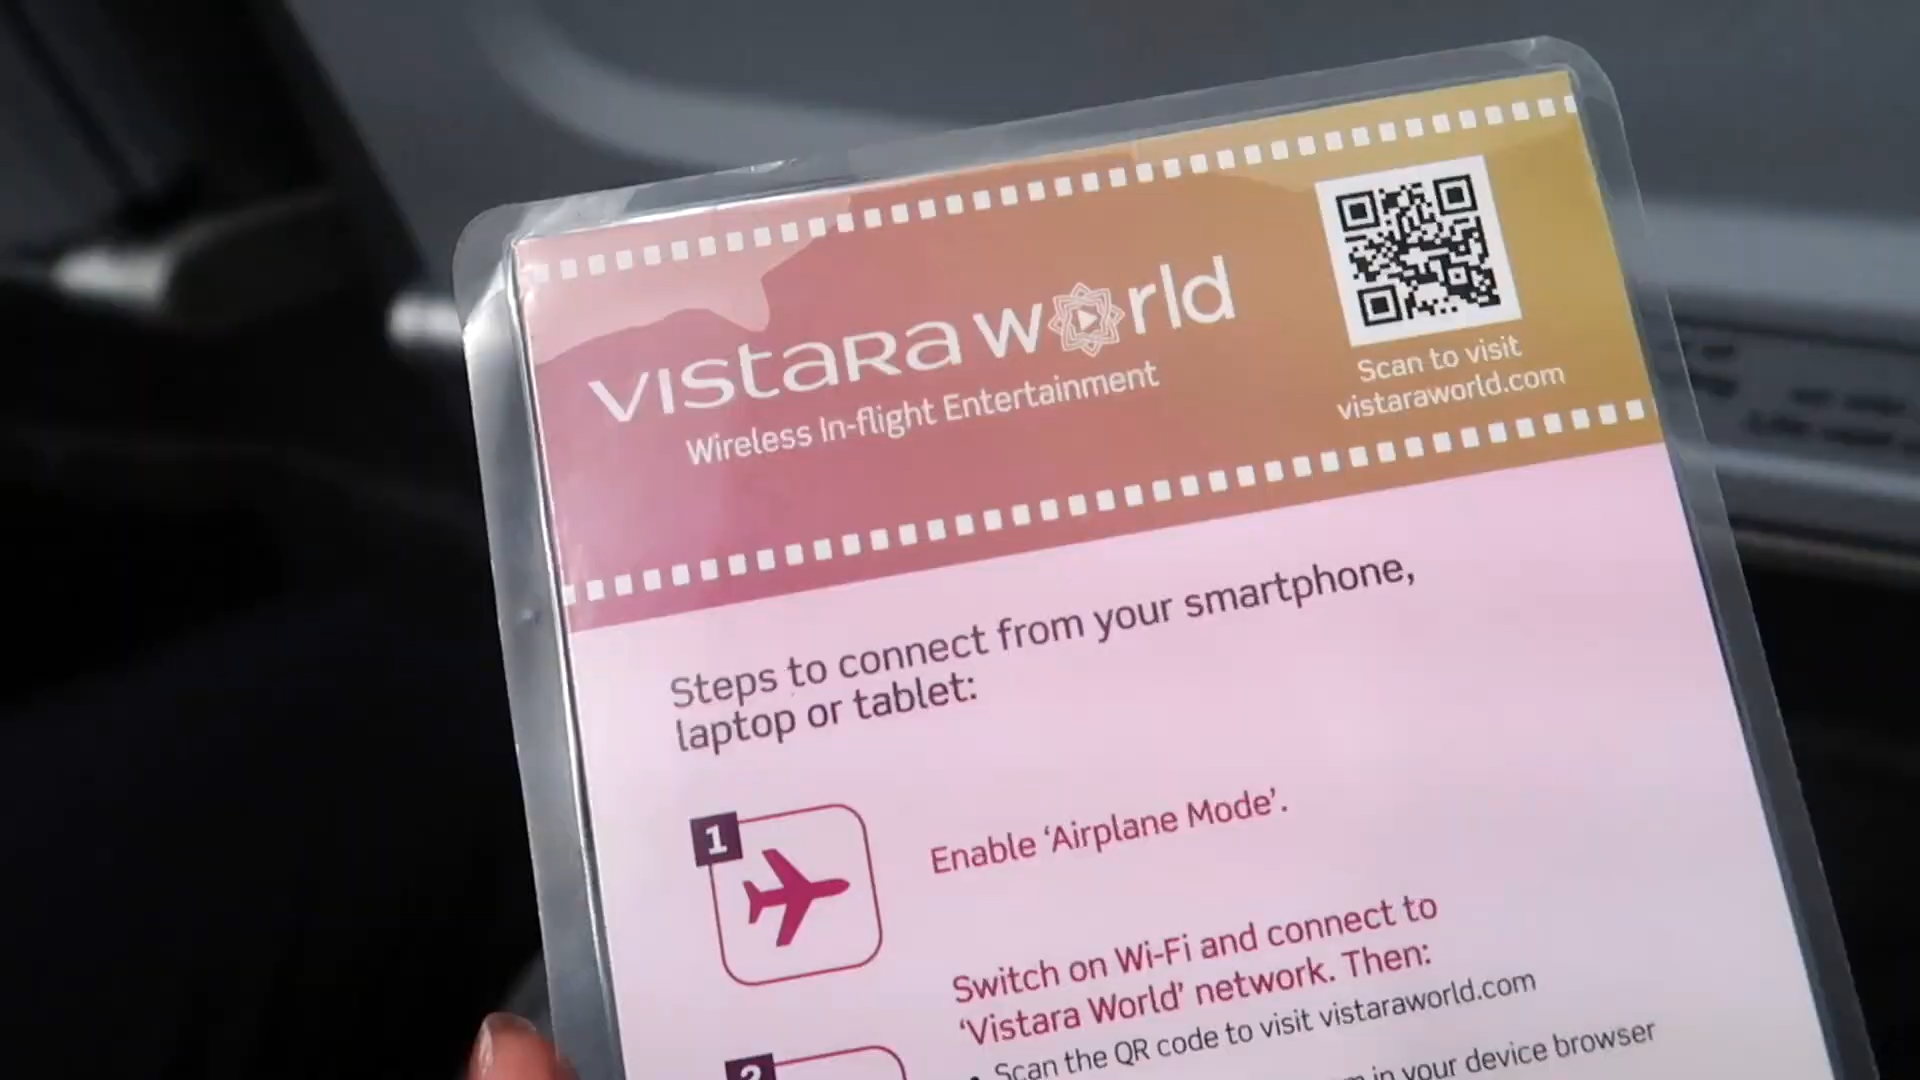 VISTARA WORLD
Wireless In-flight Entertainment
Scan to visit
vistaraworld.com
Steps to connect from your smartphone,
laptop or tablet:
1
Enable ‘Airplane Mode’.
2
Switch on Wi-Fi and connect to
‘Vistara World’ network. Then:
• Scan the QR code to visit vistaraworld.com
in your device browser